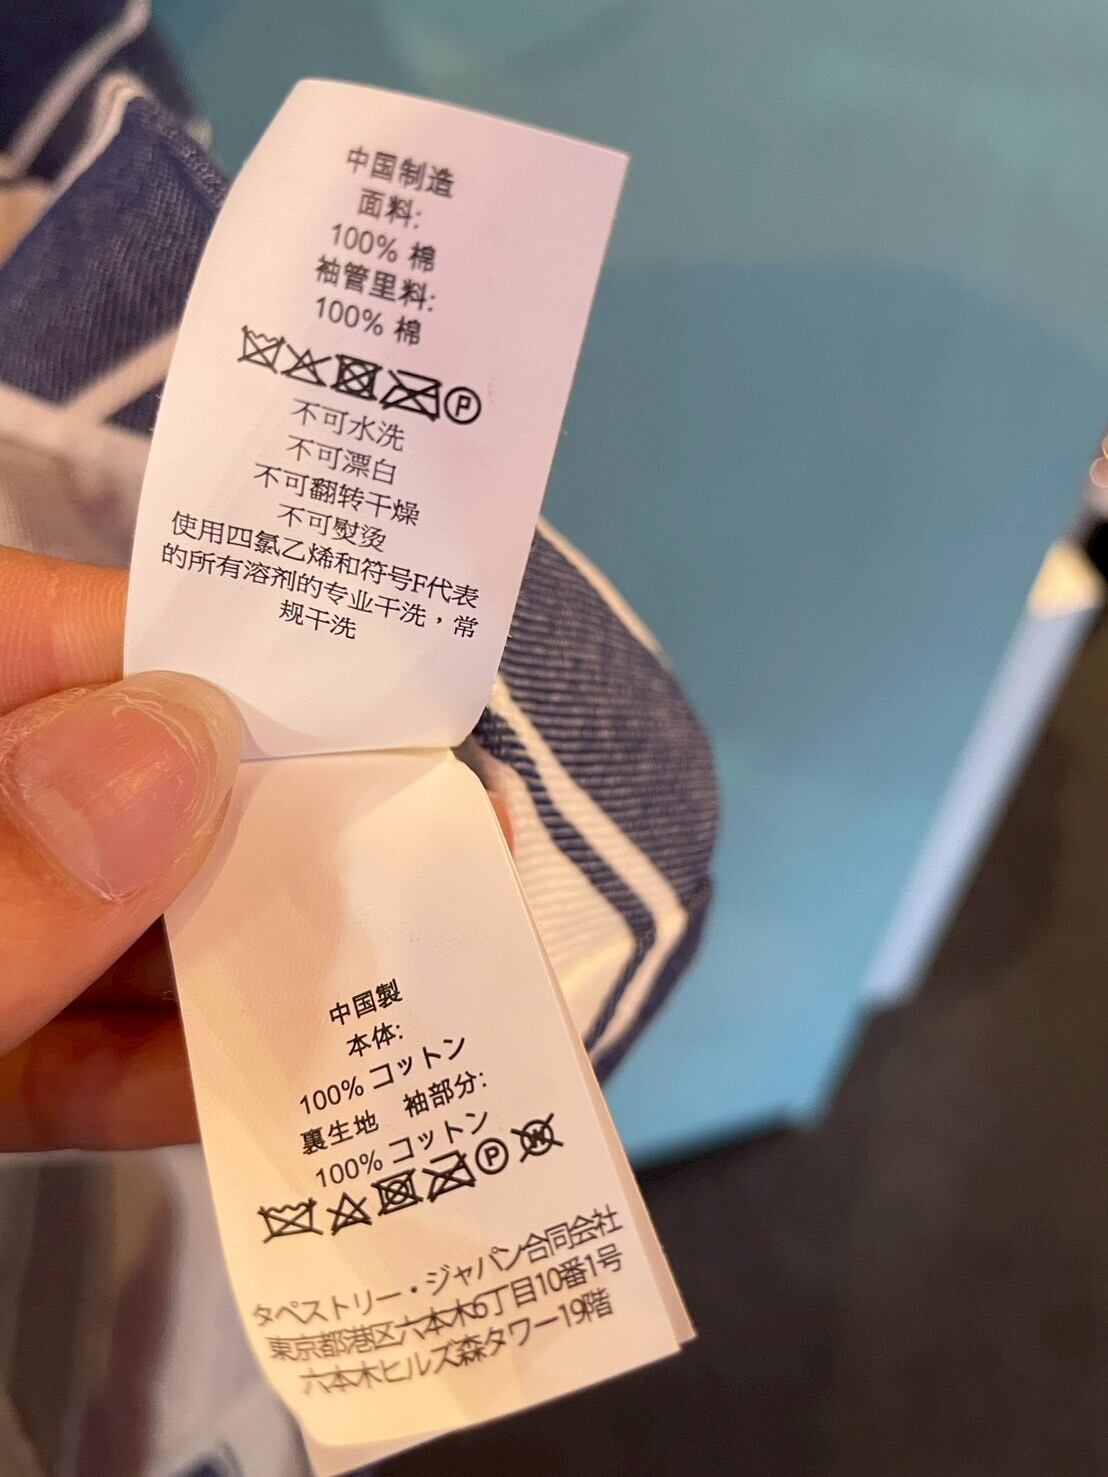 中国制造
面料:
100% 棉
袖管里料:
100% 棉
P
不可水洗
不可漂白
不可翻转干燥
不可熨烫
使用四氯乙烯和符号F代表
的所有溶剂的专业干洗，常
规干洗
中国製
本体:
100% コットン
裏生地　袖部分:
100% コットン
P W
タペストリー・ジャパン合同会社
東京都港区六本木6丁目10番1号
六本木ヒルズ森タワー19階